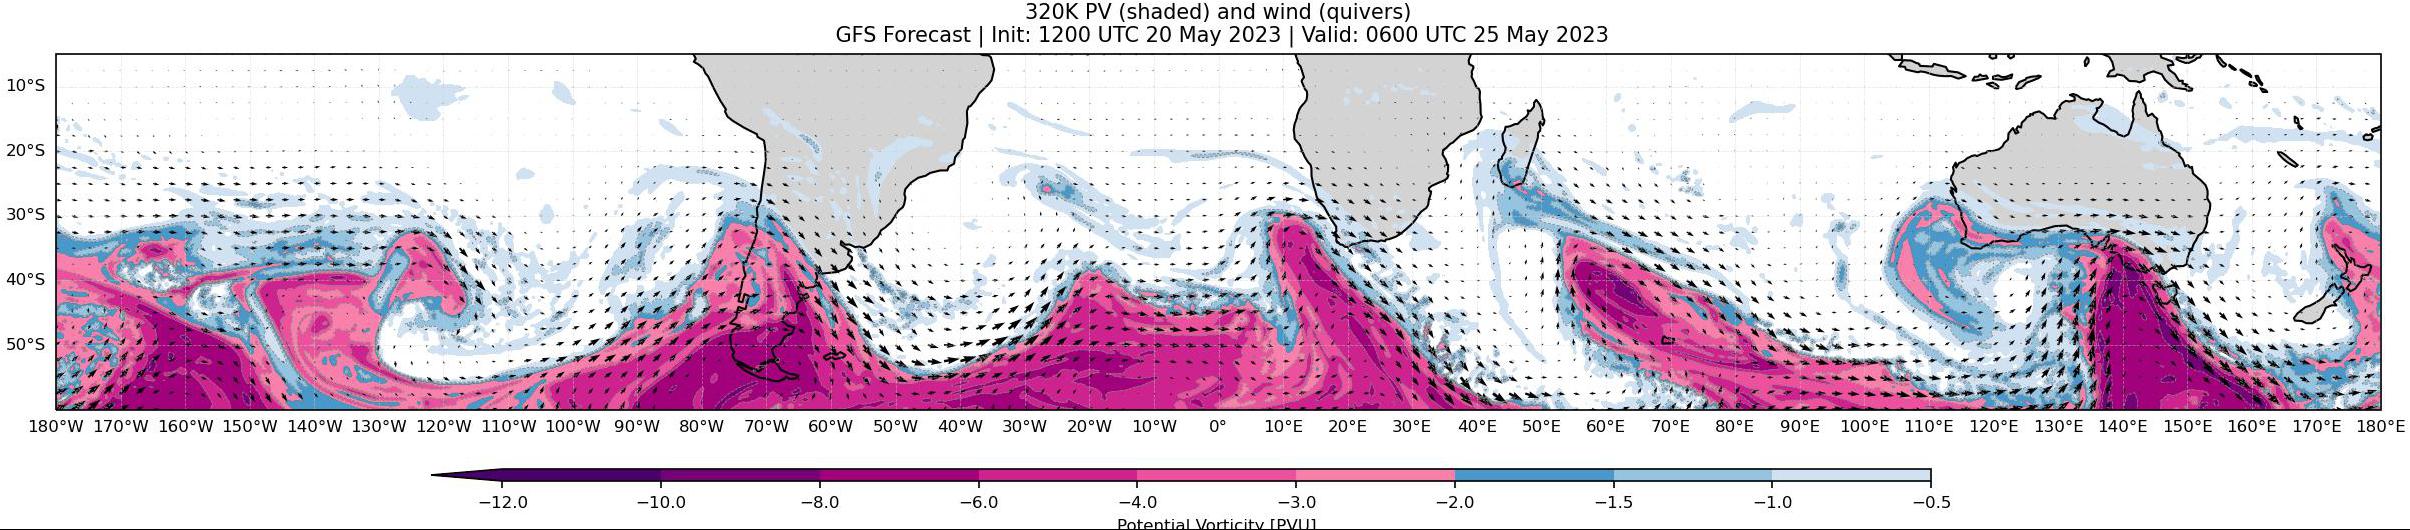 320K PV (shaded) and wind (quivers)
GFS Forecast | Init: 1200 UTC 20 May 2023 | Valid: 0600 UTC 25 May 2023
10°S
20°S
30°S
40°S
50°S
180°W 170°W 160°W 150°W 140°W 130°W 120°W 110°W 100°W 90°W 80°W 70°W 60°W 50°W 40°W 30°W 20°W 10°W 0° 10°E 20°E 30°E 40°E 50°E 60°E 70°E 80°E 90°E 100°E 110°E 120°E 130°E 140°E 150°E 160°E 170°E 180°E
−12.0 −10.0 −8.0 −6.0 −4.0 −3.0 −2.0 −1.5 −1.0 −0.5
Potential Vorticity [PVU]